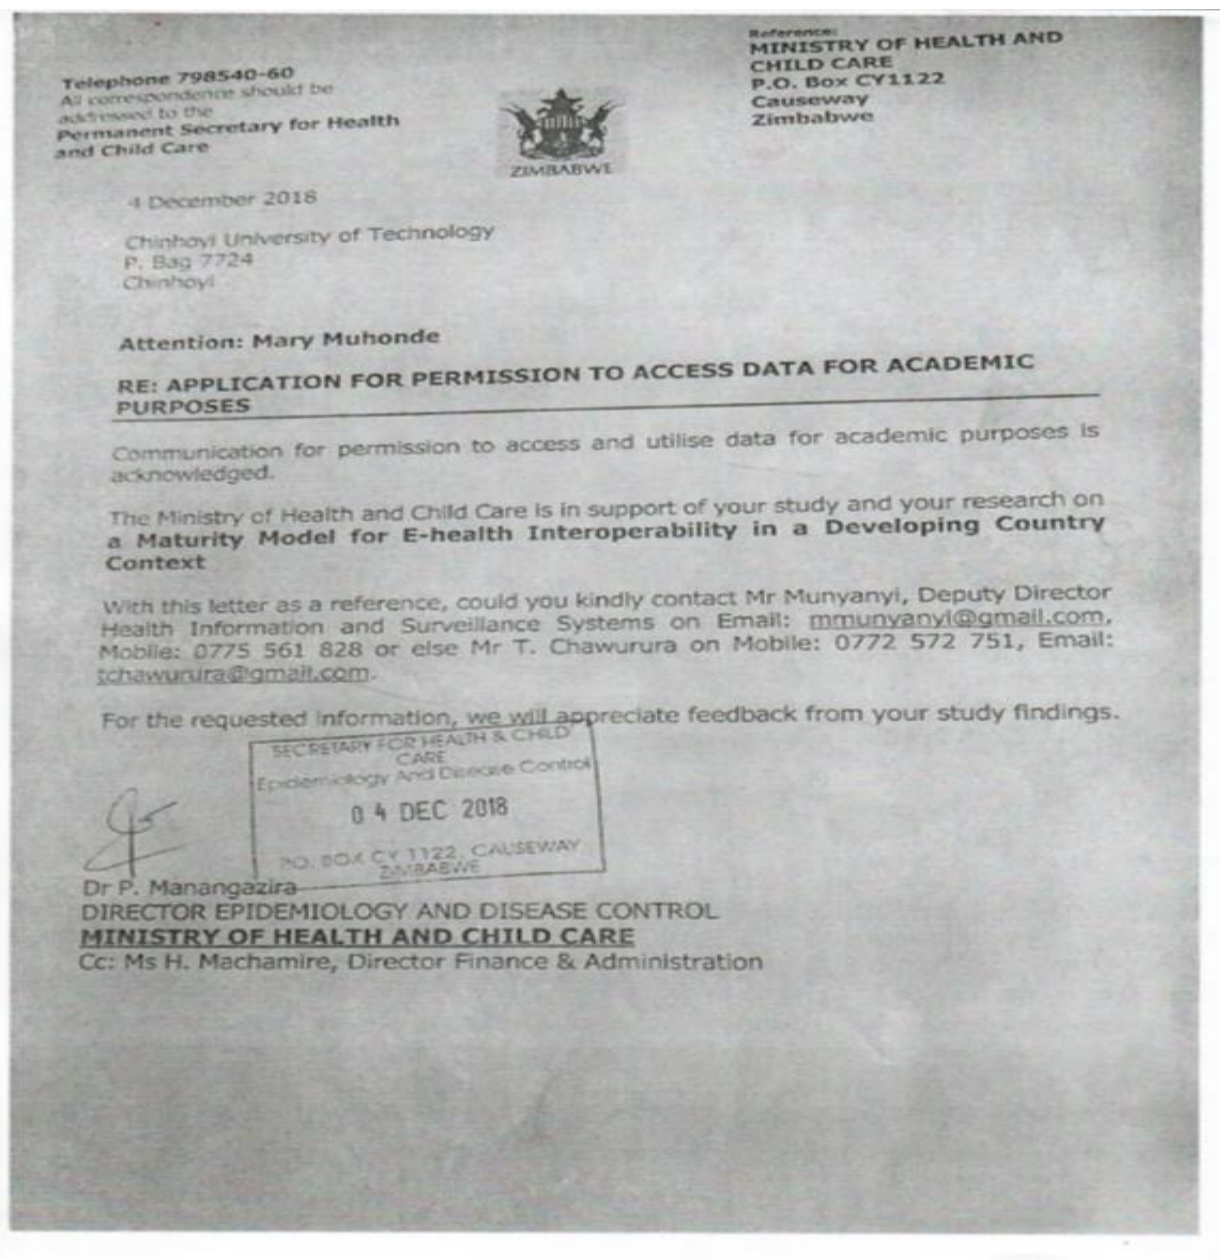 Telephone 798540-60
All correspondence should be
addressed to the
Permanent Secretary for Health
and Child Care
ZIMBABWE
Reference:
MINISTRY OF HEALTH AND
CHILD CARE
P.O. Box CY1122
Causeway
Zimbabwe
4 December 2018
Chinhoyi University of Technology
P. Bag 7724
Chinhoyi
Attention: Mary Muhonde
RE: APPLICATION FOR PERMISSION TO ACCESS DATA FOR ACADEMIC
PURPOSES
Communication for permission to access and utilise data for academic purposes is
acknowledged.
The Ministry of Health and Child Care is in support of your study and your research on
a Maturity Model for E-health Interoperability in a Developing Country
Context
With this letter as a reference, could you kindly contact Mr Munyanyi, Deputy Director
Health Information and Surveillance Systems on Email: mmunyanyi@gmail.com,
Mobile: 0775 561 828 or else Mr T. Chawurura on Mobile: 0772 572 751, Email:
tchawurura@gmail.com.
For the requested information, we will appreciate feedback from your study findings.
SECRETARY FOR HEALTH & CHILD
CARE
Epidemiology And Disease Control
04 DEC 2018
P.O. BOX CY 1122, CAUSEWAY
ZIMBABWE
Dr P. Manangazira
DIRECTOR EPIDEMIOLOGY AND DISEASE CONTROL
MINISTRY OF HEALTH AND CHILD CARE
Cc: Ms H. Machamire, Director Finance & Administration